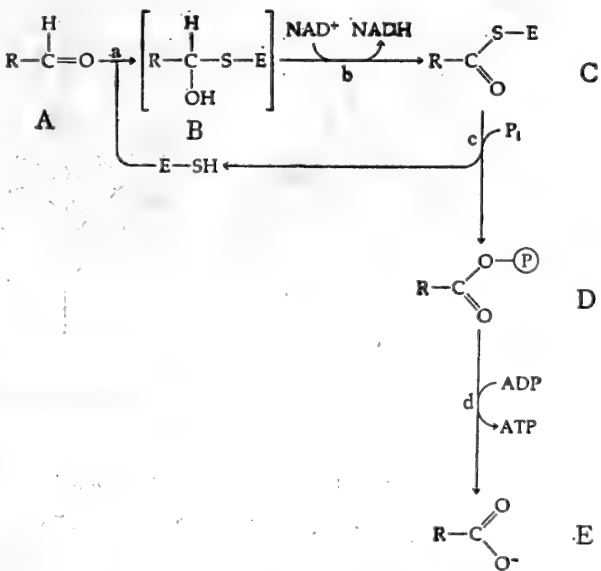 H H
R—C=O a R—C—S—E NAD⁺ NADH b R—C S—E O C
OH
A B
E—SH c Pᵢ
O—P
R—C D
O
ADP
d
ATP
O
R—C E
O⁻